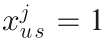 $x_{us}^{j} = 1$